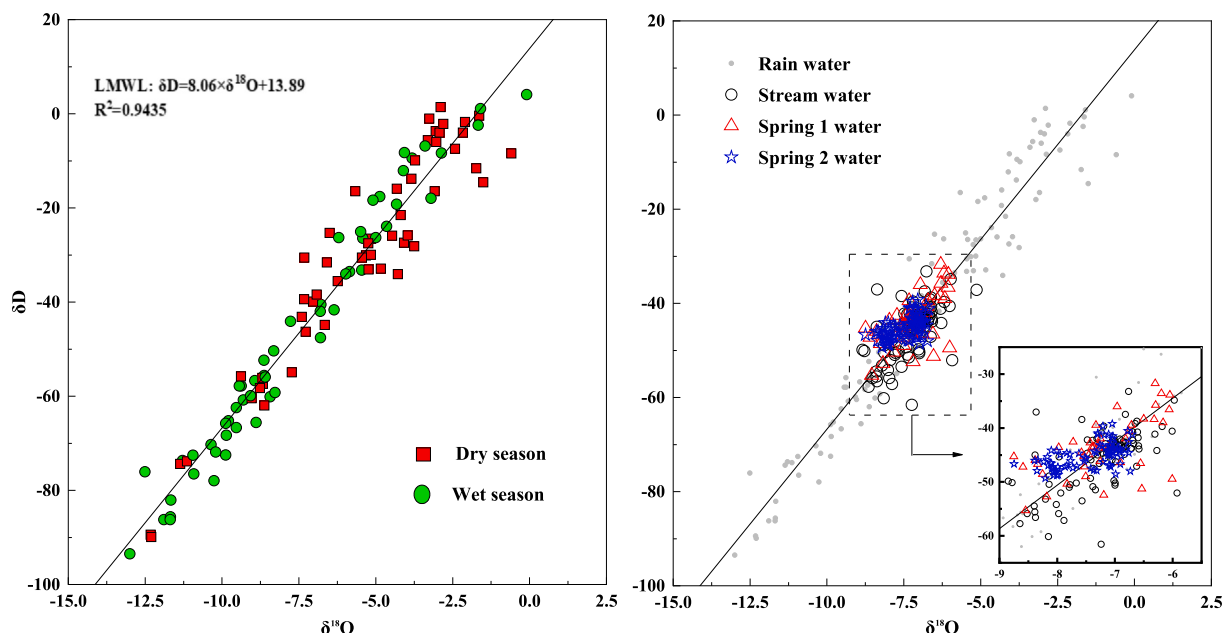 20
0
-20
-40
-60
-80
-100
δD
LMWL: δD=8.06×δ¹⁸O+13.89
R²=0.9435
Dry season
Wet season
-15.0 -12.5 -10.0 -7.5 -5.0 -2.5 0.0 2.5
δ¹⁸O
20
0
-20
-40
-60
-80
-100
Rain water
Stream water
Spring 1 water
Spring 2 water
-30
-40
-50
-60
-9 -8 -7 -6
-15.0 -12.5 -10.0 -7.5 -5.0 -2.5 0.0 2.5
δ¹⁸O